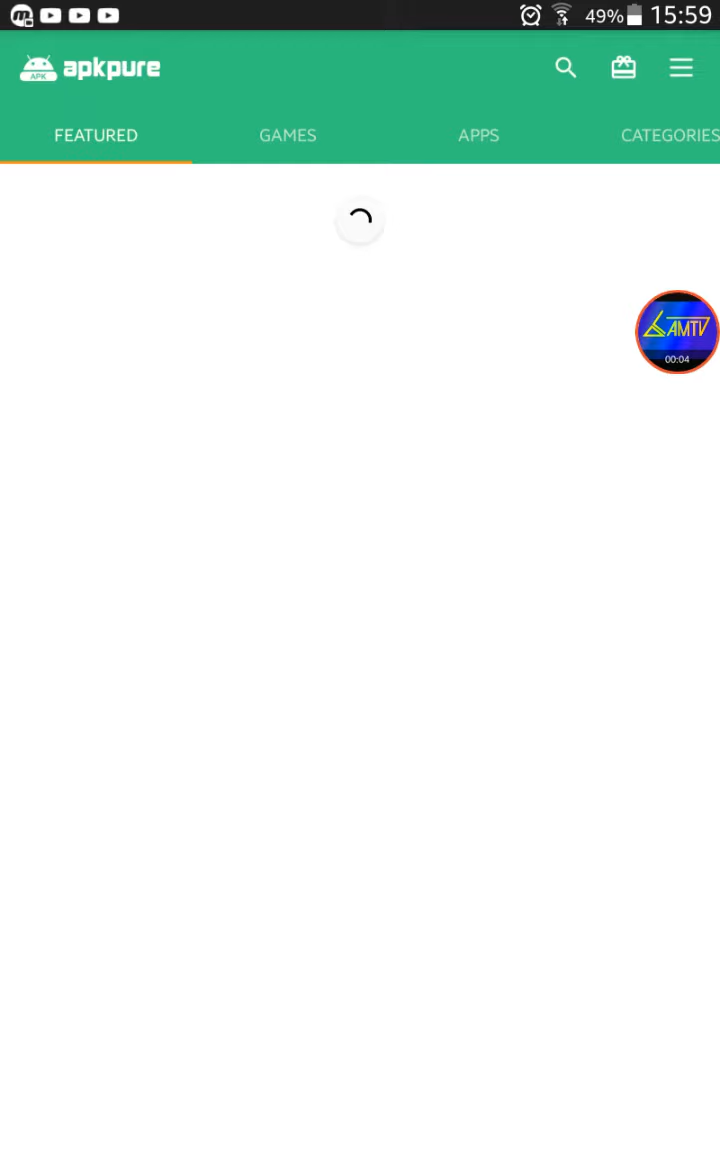 49% 15:59
APK apkpure
FEATURED GAMES APPS CATEGORIES
AMTV
00:04